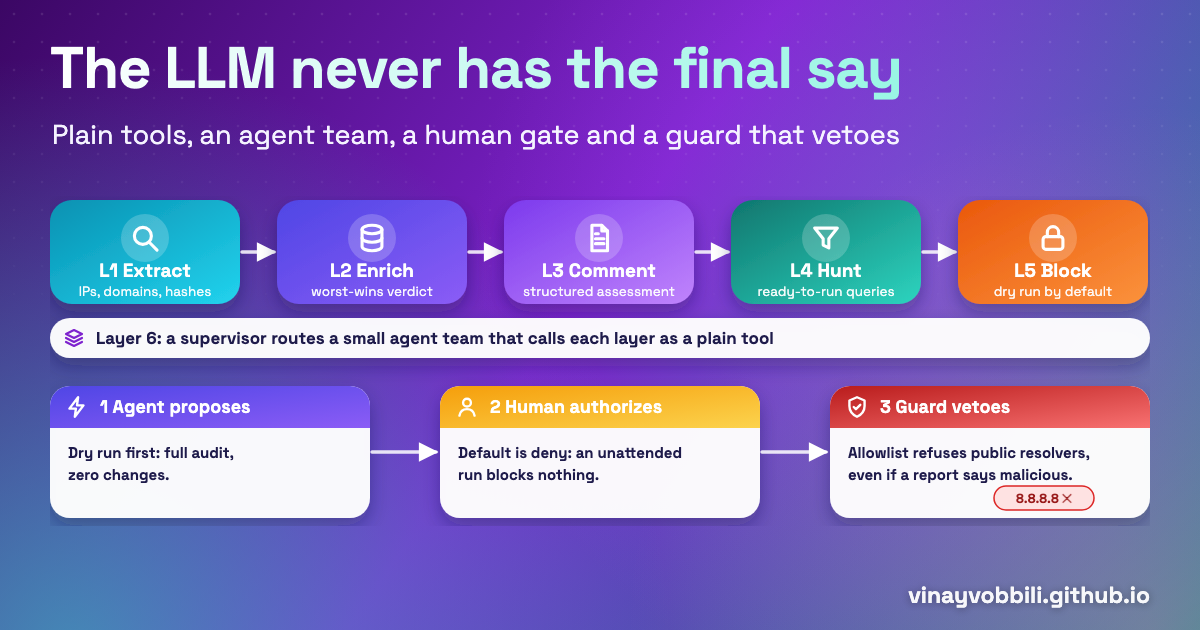 The LLM never has the final say
Plain tools, an agent team, a human gate and a guard that vetoes
L1 Extract
IPs, domains, hashes
L2 Enrich
worst-wins verdict
L3 Comment
structured assessment
L4 Hunt
ready-to-run queries
L5 Block
dry run by default
Layer 6: a supervisor routes a small agent team that calls each layer as a plain tool
1 Agent proposes
Dry run first: full audit,
zero changes.
2 Human authorizes
Default is deny: an unattended
run blocks nothing.
3 Guard vetoes
Allowlist refuses public resolvers,
even if a report says malicious.
8.8.8.8 ✕
vinayvobbili.github.io